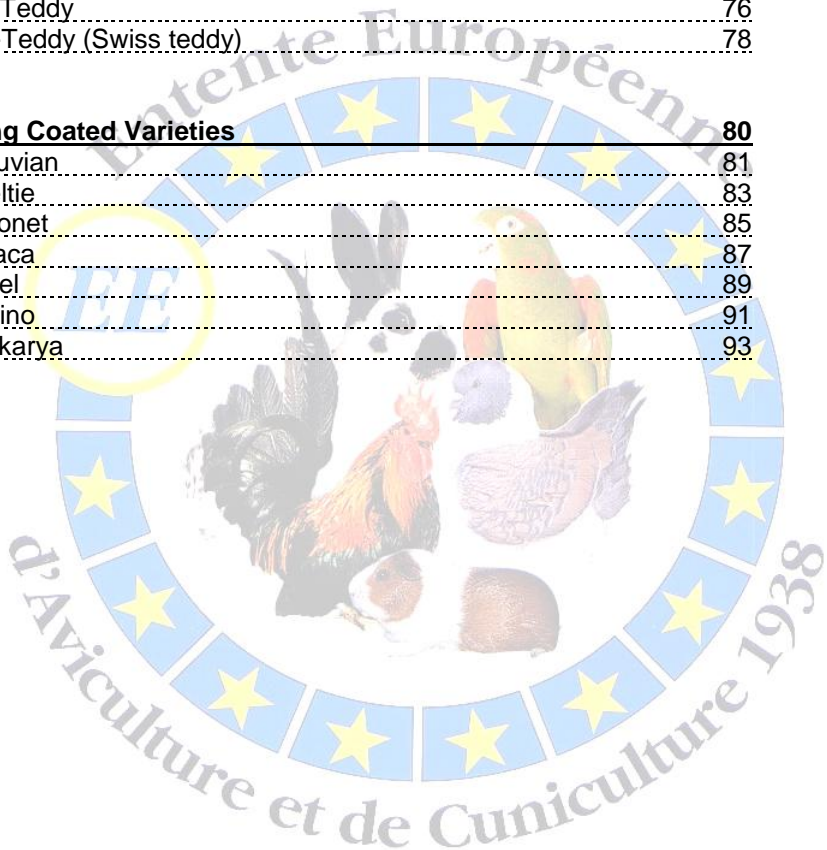 Teddy 76
Teddy (Swiss teddy) 78
ng Coated Varieties 80
uvian 81
ltie 83
onet 85
aca 87
el 89
ino 91
karya 93
Entente Européenne
EE
d'Aviculture et de Cuniculture 1938